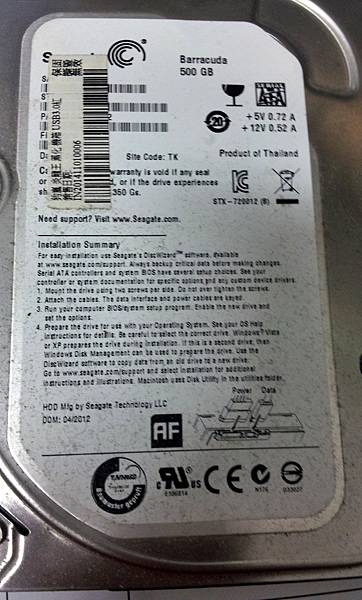 Barracuda
500 GB
SERIAL
ATA
+5V 0.72 A
+12V 0.52 A
20
Site Code: TK
Product of Thailand
warranty is void if any seal
, or if the drive experiences
350 Gs.
IN201411010006
STX-720012 (B)
Need support? Visit www.Seagate.com.
Installation Summary
For easy-installation use Seagate's DiscWizard™ software, available
at www.seagate.com/support. Always backup critical data before making changes.
Serial ATA controllers and system BIOS have several setup choices. See your
controller or system documentation for specific options and any custom device drivers.
1. Mount the drive using two screws per side. Do not over tighten the screws.
2. Attach the cables. The data interface and power cables are keyed.
3. Run your computer BIOS/system setup program. Enable the new drive and
set the options.
4. Prepare the drive for use with your Operating System. See your OS help
instructions for details. Be careful to select the correct drive. Windows® Vista
or XP prepares the drive during installation. If this is a second drive, then
Windows Disk Management can be used to prepare the drive. Use the
DiscWizard software to copy data from an old drive to a new drive.
Go to www.seagate.com/support and select installation for additional
instructions and illustrations. Macintosh uses Disk Utility in the utilities folder.
Power Data
HDD Mfg by Seagate Technology LLC
DOM: 04/2012
AF
Bauart geprüft
c RU US
E106814
CE
N176
D33027